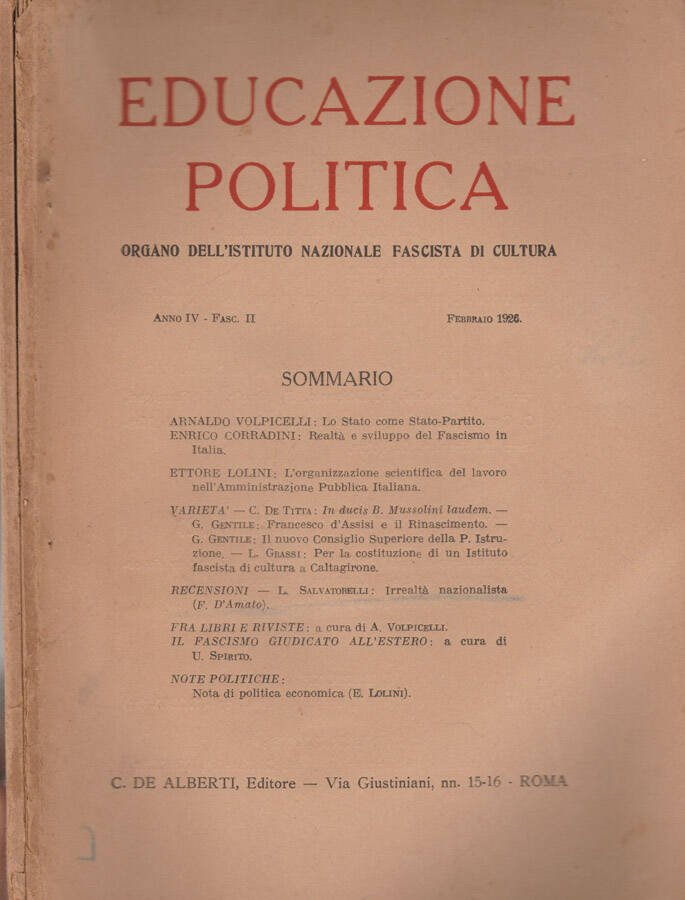 EDUCAZIONE
POLITICA
ORGANO DELL'ISTITUTO NAZIONALE FASCISTA DI CULTURA
ANNO IV - FASC. II FEBBRAIO 1926.
SOMMARIO
ARNALDO VOLPICELLI: Lo Stato come Stato-Partito.
ENRICO CORRADINI: Realtà e sviluppo del Fascismo in
Italia.
ETTORE LOLINI: L'organizzazione scientifica del lavoro
nell'Amministrazione Pubblica Italiana.
VARIETA' — C. DE TITTA: In ducis B. Mussolini laudem. —
G. GENTILE: Francesco d'Assisi e il Rinascimento. —
G. GENTILE: Il nuovo Consiglio Superiore della P. Istru-
zione. — L. GRASSI: Per la costituzione di un Istituto
fascista di cultura a Caltagirone.
RECENSIONI — L. SALVATORELLI: Irrealtà nazionalista
(F. D'Amato).
FRA LIBRI E RIVISTE: a cura di A. VOLPICELLI.
IL FASCISMO GIUDICATO ALL'ESTERO: a cura di
U. SPIRITO.
NOTE POLITICHE:
Nota di politica economica (E. LOLINI).
C. DE ALBERTI, Editore — Via Giustiniani, nn. 15-16 - ROMA